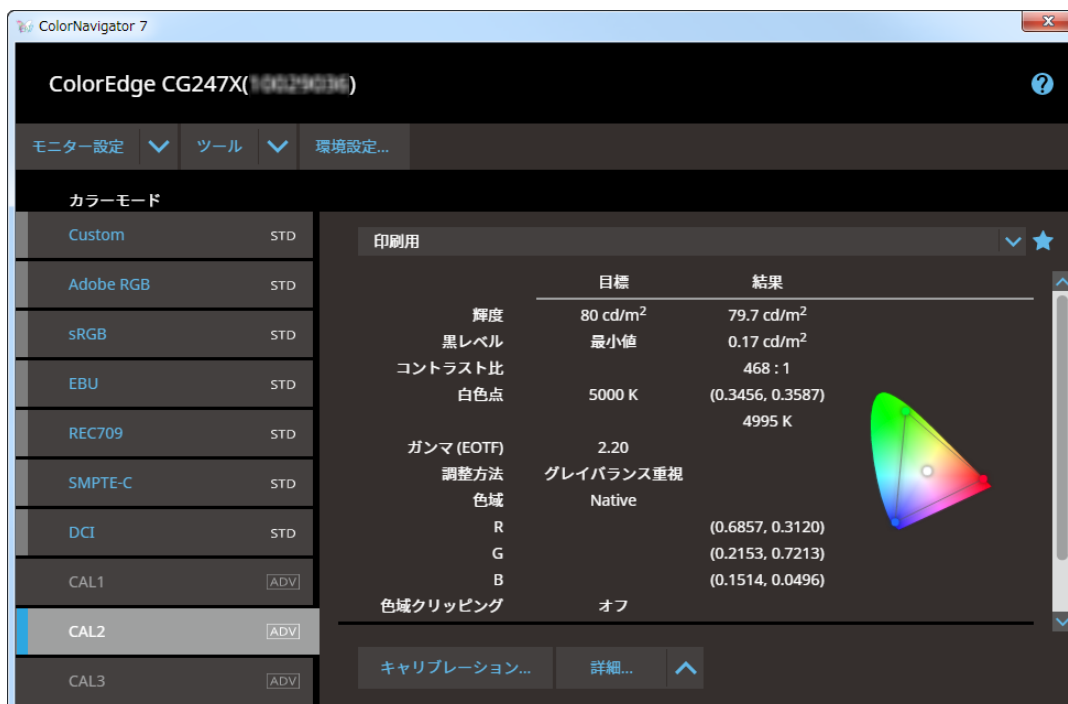 ColorNavigator 7
ColorEdge CG247X( )
モニター設定 ツール 環境設定...
カラーモード
Custom STD
Adobe RGB STD
sRGB STD
EBU STD
REC709 STD
SMPTE-C STD
DCI STD
CAL1 ADV
CAL2 ADV
CAL3 ADV
印刷用
目標 結果
輝度 80 cd/m² 79.7 cd/m²
黒レベル 最小値 0.17 cd/m²
コントラスト比 468 : 1
白色点 5000 K (0.3456, 0.3587)
4995 K
ガンマ (EOTF) 2.20
調整方法 グレイバランス重視
色域 Native
R (0.6857, 0.3120)
G (0.2153, 0.7213)
B (0.1514, 0.0496)
色域クリッピング オフ
キャリブレーション... 詳細...